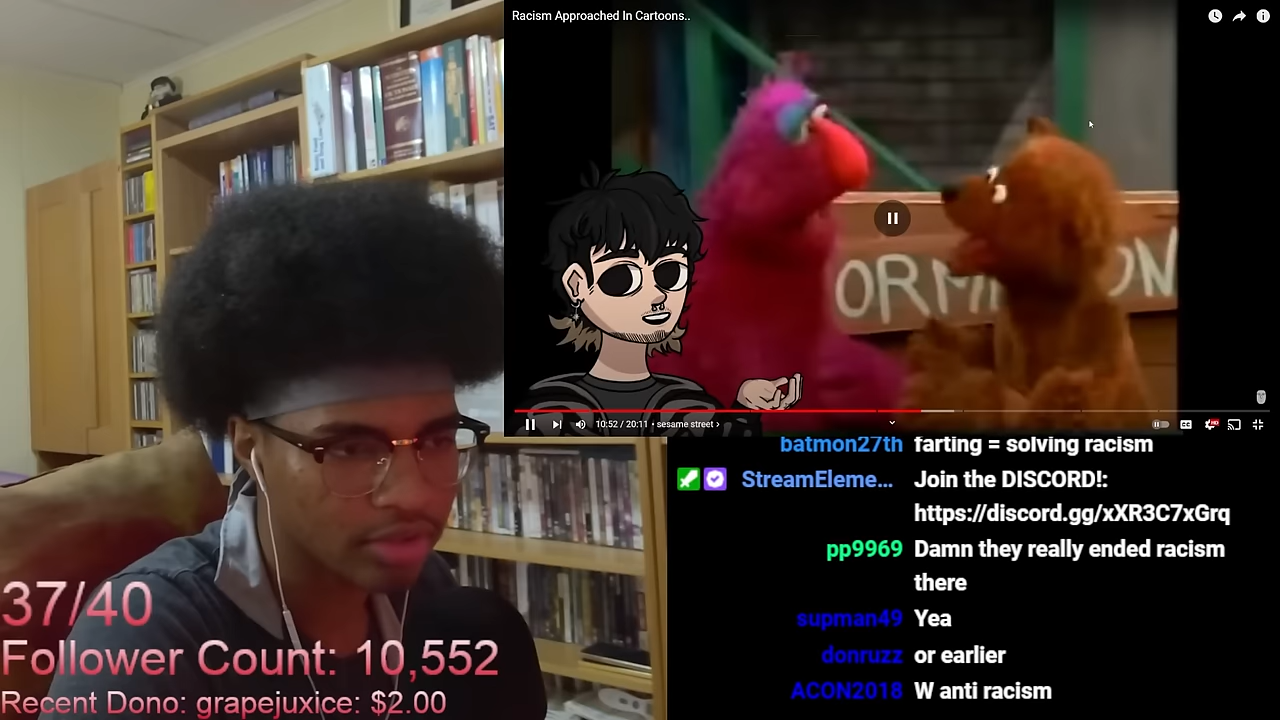 Racism Approached In Cartoons..
ORM
ON
10:52 / 20:11 • sesame street ›
batmon27th farting = solving racism
StreamEleme... Join the DISCORD!:
https://discord.gg/xXR3C7xGrq
pp9969 Damn they really ended racism
there
supman49 Yea
donruzz or earlier
ACON2018 W anti racism
37/40
Follower Count: 10,552
Recent Dono: grapejuxice: $2.00